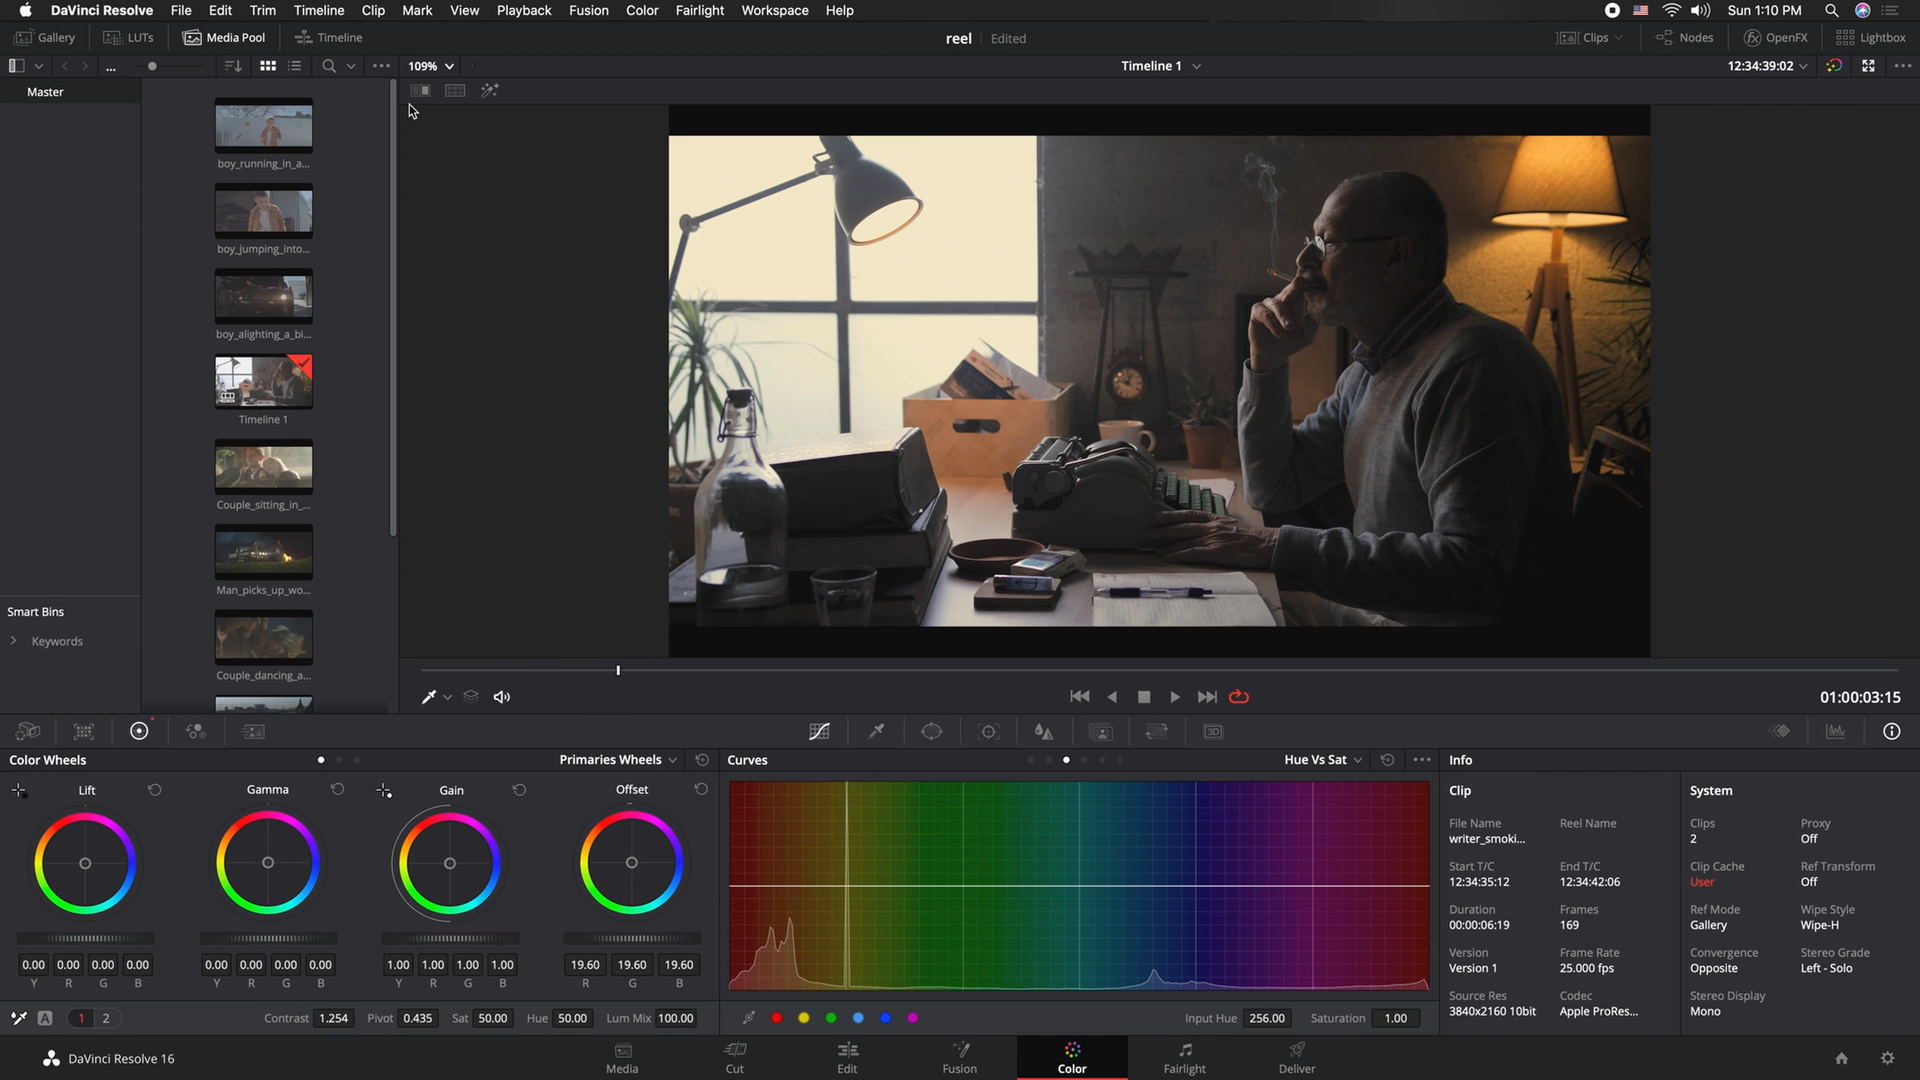 DaVinci Resolve File Edit Trim Timeline Clip Mark View Playback Fusion Color Fairlight Workspace Help Sun 1:10 PM
Gallery LUTs Media Pool Timeline reel Edited Clips Nodes OpenFX Lightbox
... 109% Timeline 1 12:34:39:02
Master
boy_running_in_a...
boy_jumping_into...
boy_alighting_a_bl...
Timeline 1
Couple_sitting_in_...
Man_picks_up_wo...
Couple_dancing_a...
Smart Bins
Keywords
01:00:03:15
3D
Color Wheels Primaries Wheels Curves Hue Vs Sat Info
Lift Gamma Gain Offset
0.00 0.00 0.00 0.00 0.00 0.00 0.00 0.00 1.00 1.00 1.00 1.00 19.60 19.60 19.60
Y R G B Y R G B Y R G B R G B
A 1 2 Contrast 1.254 Pivot 0.435 Sat 50.00 Hue 50.00 Lum Mix 100.00
Input Hue 256.00 Saturation 1.00
Clip System
File Name Reel Name Clips Proxy
writer_smoki... 2 Off
Start T/C End T/C Clip Cache Ref Transform
12:34:35:12 12:34:42:06 User Off
Duration Frames Ref Mode Wipe Style
00:00:06:19 169 Gallery Wipe-H
Version Frame Rate Convergence Stereo Grade
Version 1 25.000 fps Opposite Left - Solo
Source Res Codec Stereo Display
3840x2160 10bit Apple ProRes... Mono
DaVinci Resolve 16 Media Cut Edit Fusion Color Fairlight Deliver